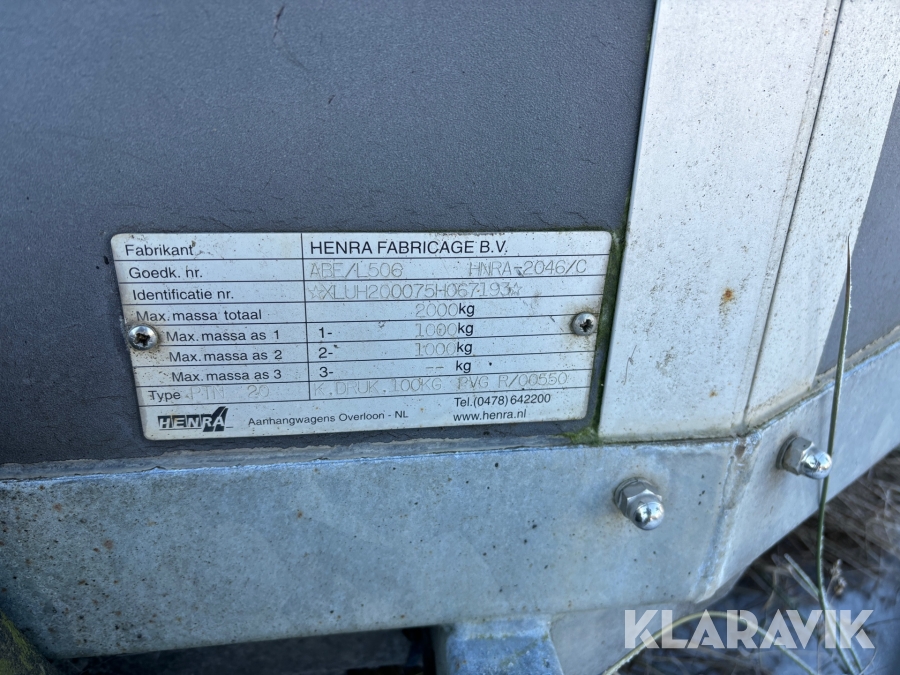 Fabrikant HENRA FABRICAGE B.V.
Goedk. nr. ABE/L506 HNRA-2046/C
Identificatie nr. ☆XLUH200075H067193☆
Max. massa totaal 2000kg
Max. massa as 1 1- 1000kg
Max. massa as 2 2- 1000kg
Max. massa as 3 3- -- kg
Type 20 K.DRUK.100KG PVG R/00550
HENRA Aanhangwagens Overloon - NL Tel.(0478) 642200
www.henra.nl
KLARAVIK